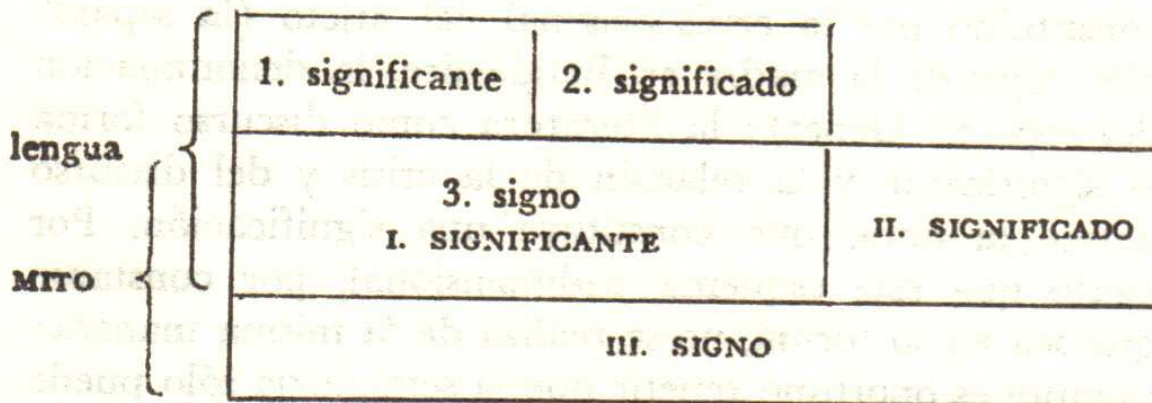 1. significante 2. significado
lengua
3. signo
I. SIGNIFICANTE II. SIGNIFICADO
MITO
III. SIGNO